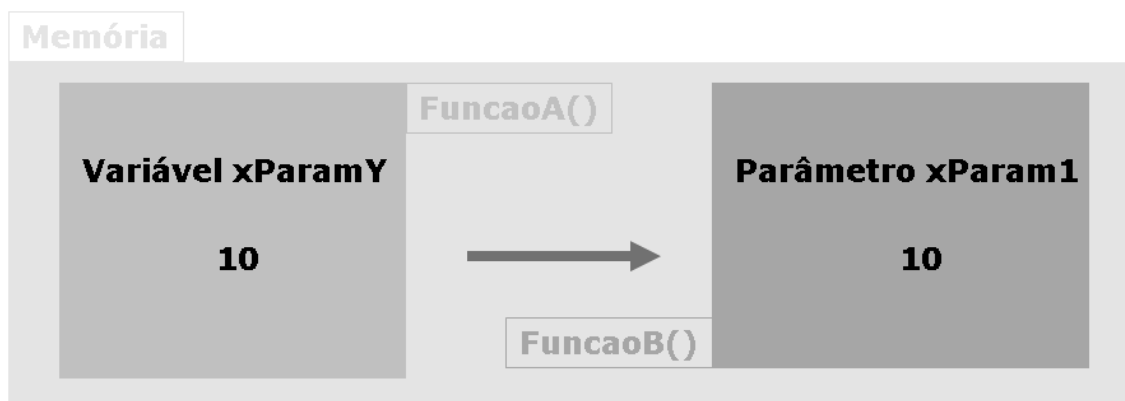 Memória
FuncaoA()
Variável xParamY
Parâmetro xParam1
10
10
FuncaoB()